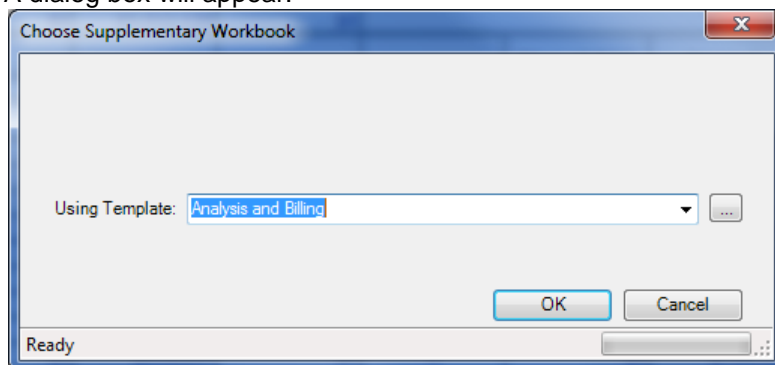 A dialog box will appear:
Choose Supplementary Workbook
Using Template: Analysis and Billing ...
OK Cancel
Ready